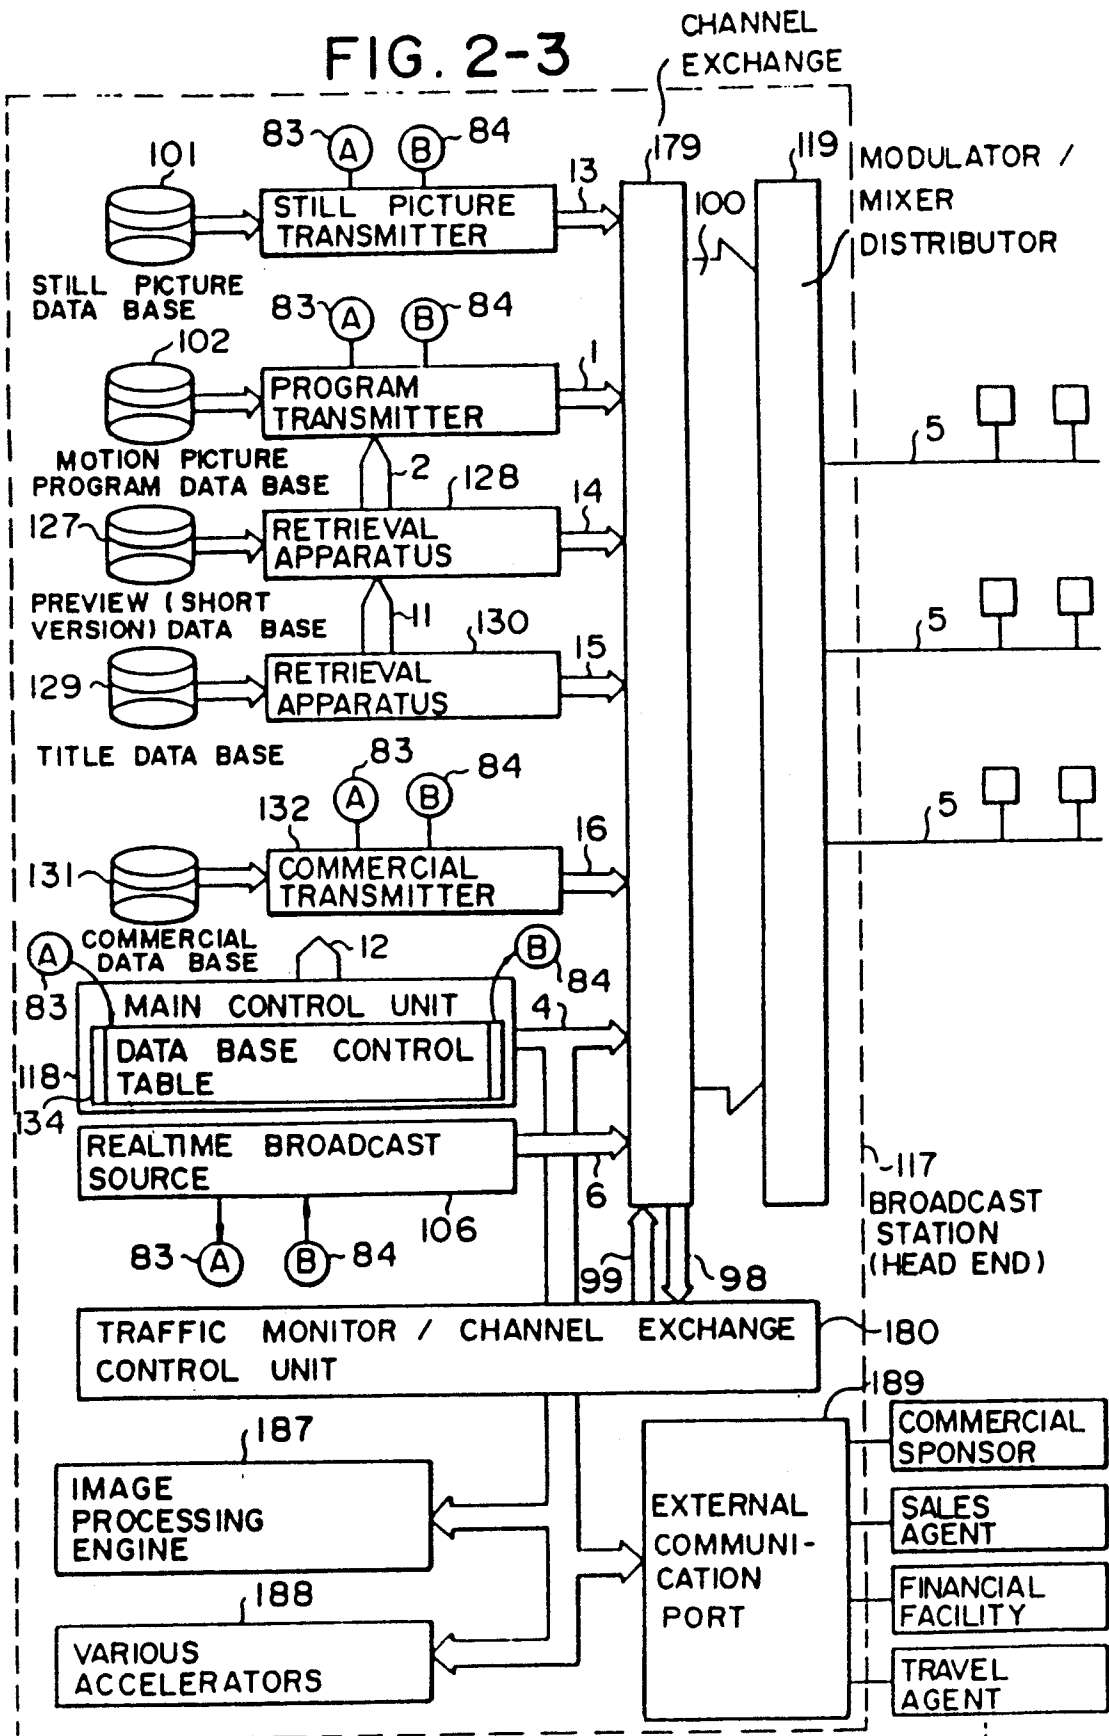 FIG. 2-3
CHANNEL
EXCHANGE
83
A
84
B
101
STILL PICTURE
TRANSMITTER
13
179
119
MODULATOR /
MIXER
DISTRIBUTOR
100
STILL PICTURE
DATA BASE
83
A
84
B
102
PROGRAM
TRANSMITTER
1
MOTION PICTURE
PROGRAM DATA BASE
2
128
14
5
127
RETRIEVAL
APPARATUS
PREVIEW (SHORT
VERSION) DATA BASE
11
130
15
5
129
RETRIEVAL
APPARATUS
TITLE DATA BASE
83
A
84
B
132
16
5
131
COMMERCIAL
TRANSMITTER
COMMERCIAL
DATA BASE
A
83
12
B
84
MAIN CONTROL UNIT
4
DATA BASE CONTROL
TABLE
118
134
REALTIME BROADCAST
SOURCE
6
106
117
BROADCAST
STATION
(HEAD END)
83
A
B
84
99
98
TRAFFIC MONITOR / CHANNEL EXCHANGE
CONTROL UNIT
180
189
187
IMAGE
PROCESSING
ENGINE
EXTERNAL
COMMUNI-
CATION
PORT
COMMERCIAL
SPONSOR
SALES
AGENT
FINANCIAL
FACILITY
TRAVEL
AGENT
188
VARIOUS
ACCELERATORS